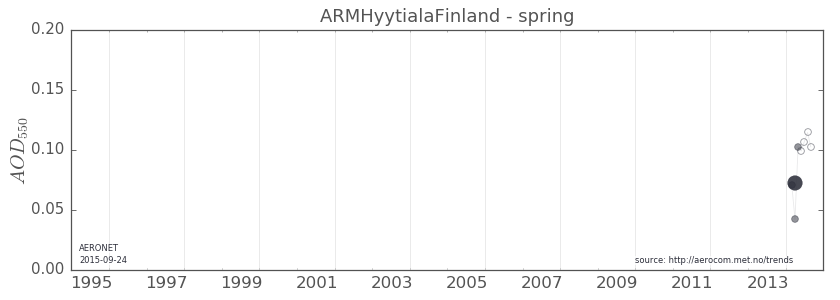 ARMHyytialaFinland - spring
0.20
0.15
0.10
0.05
0.00
AOD550
AERONET
2015-09-24
source: http://aerocom.met.no/trends
1995 1997 1999 2001 2003 2005 2007 2009 2011 2013